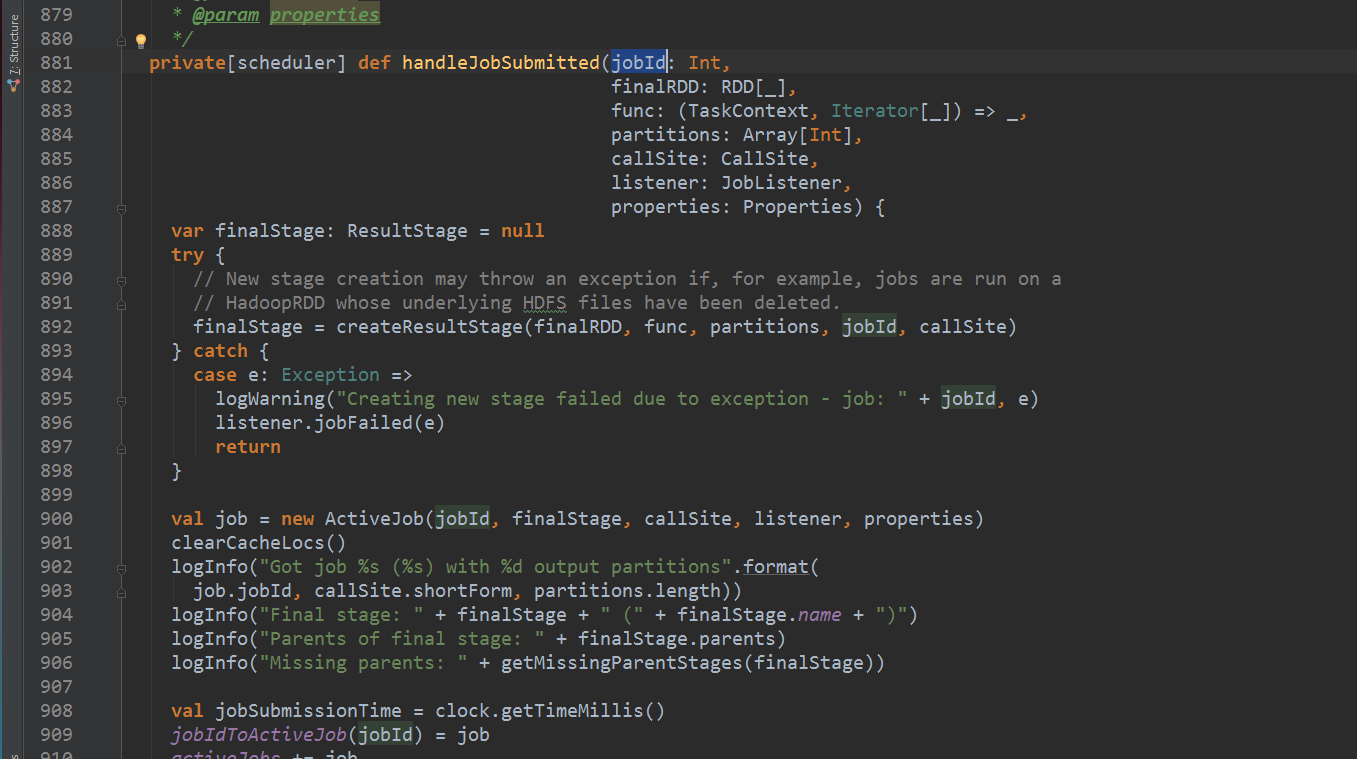 879 * @param properties
880 */
881 private[scheduler] def handleJobSubmitted(jobId: Int,
882 finalRDD: RDD[_],
883 func: (TaskContext, Iterator[_]) => _,
884 partitions: Array[Int],
885 callSite: CallSite,
886 listener: JobListener,
887 properties: Properties) {
888 var finalStage: ResultStage = null
889 try {
890 // New stage creation may throw an exception if, for example, jobs are run on a
891 // HadoopRDD whose underlying HDFS files have been deleted.
892 finalStage = createResultStage(finalRDD, func, partitions, jobId, callSite)
893 } catch {
894 case e: Exception =>
895 logWarning("Creating new stage failed due to exception - job: " + jobId, e)
896 listener.jobFailed(e)
897 return
898 }
899
900 val job = new ActiveJob(jobId, finalStage, callSite, listener, properties)
901 clearCacheLocs()
902 logInfo("Got job %s (%s) with %d output partitions".format(
903 job.jobId, callSite.shortForm, partitions.length))
904 logInfo("Final stage: " + finalStage + " (" + finalStage.name + ")")
905 logInfo("Parents of final stage: " + finalStage.parents)
906 logInfo("Missing parents: " + getMissingParentStages(finalStage))
907
908 val jobSubmissionTime = clock.getTimeMillis()
909 jobIdToActiveJob(jobId) = job
910 activeJobs += job
7: Structure